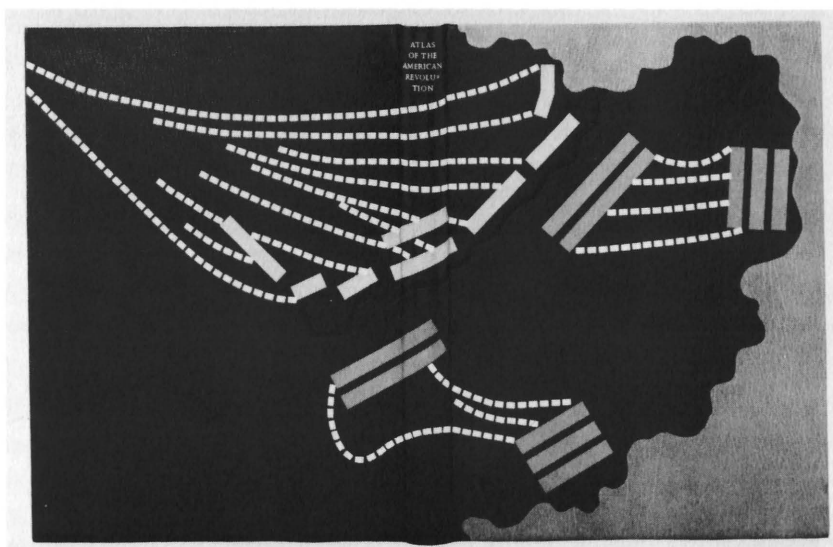 ATLAS
OF THE
AMERICAN
REVOLU=
TION